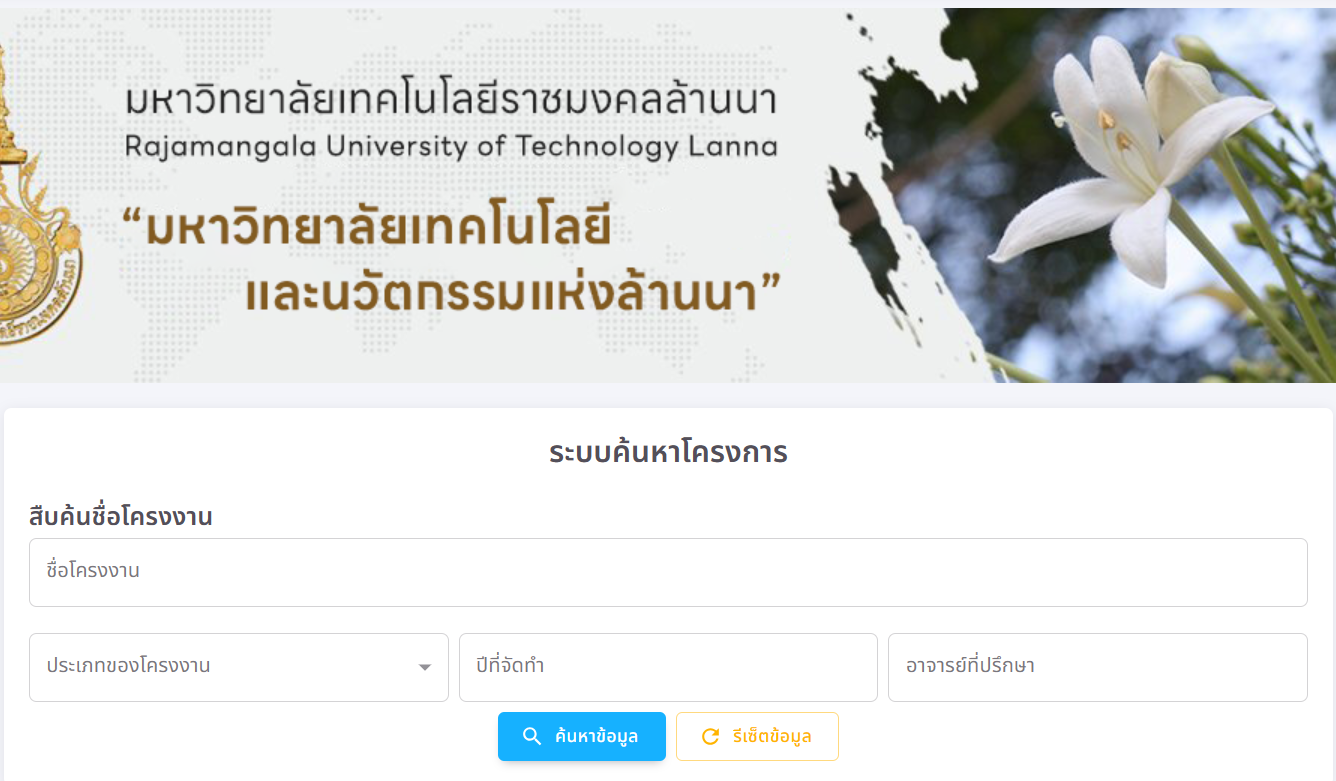 มหาวิทยาลัยเทคโนโลยีราชมงคลล้านนา
Rajamangala University of Technology Lanna
“มหาวิทยาลัยเทคโนโลยี
และนวัตกรรมแห่งล้านนา”
ระบบค้นหาโครงการ
สืบค้นชื่อโครงงาน
ชื่อโครงงาน
ประเภทของโครงงาน
ปีที่จัดทำ
อาจารย์ที่ปรึกษา
ค้นหาข้อมูล
รีเซ็ตข้อมูล